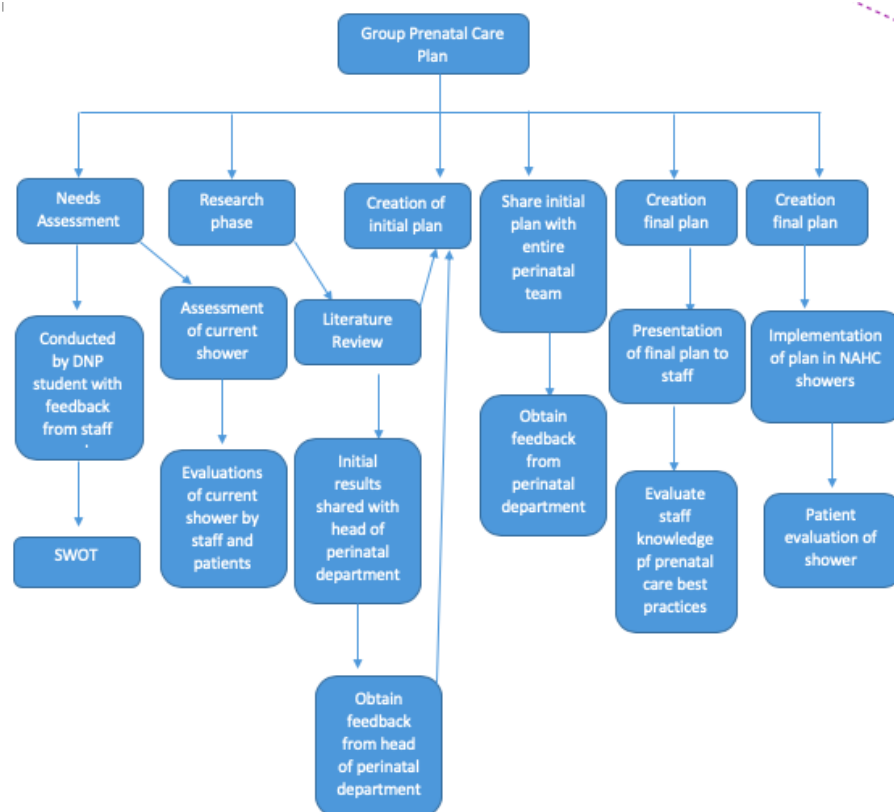 Group Prenatal Care
Plan
Needs
Assessment
Research
phase
Creation of
initial plan
Share initial
plan with
entire
perinatal
team
Creation
final plan
Creation
final plan
Conducted
by DNP
student with
feedback
from staff
.
Assessment
of current
shower
Literature
Review
Presentation
of final plan to
staff
Implementation
of plan in NAHC
showers
SWOT
Evaluations
of current
shower by
staff and
patients
Initial
results
shared with
head of
perinatal
department
Obtain
feedback
from
perinatal
department
Evaluate
staff
knowledge
pf prenatal
care best
practices
Patient
evaluation of
shower
Obtain
feedback
from head
of perinatal
department